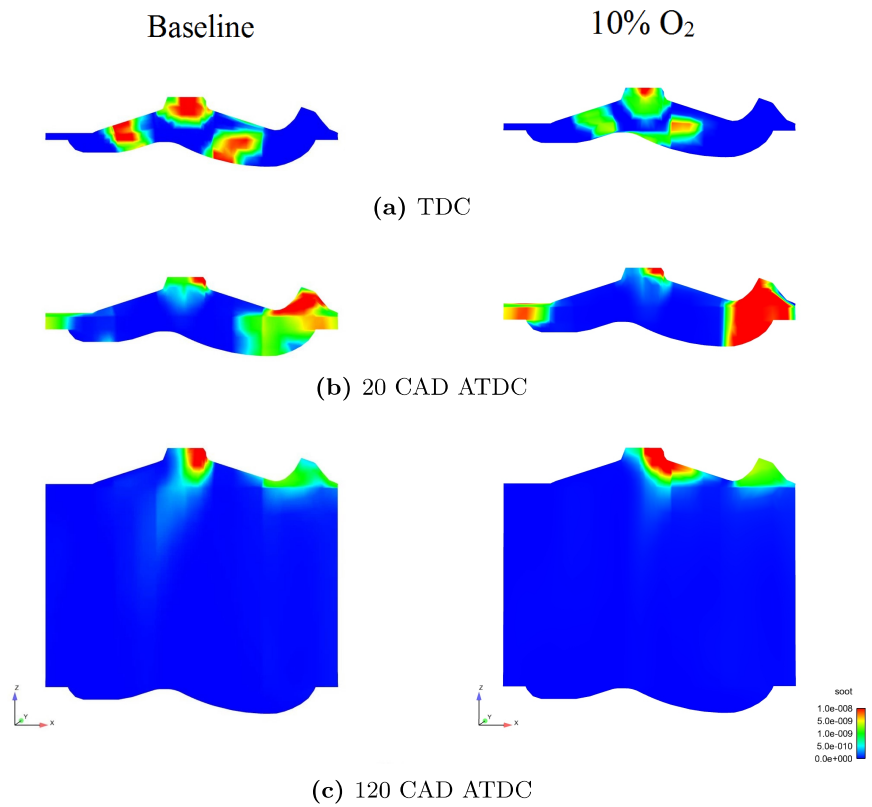 Baseline
10% O₂
(a) TDC
(b) 20 CAD ATDC
Z
Y
X
Z
Y
X
soot
1.0e-008
5.0e-009
1.0e-009
5.0e-010
0.0e+000
(c) 120 CAD ATDC